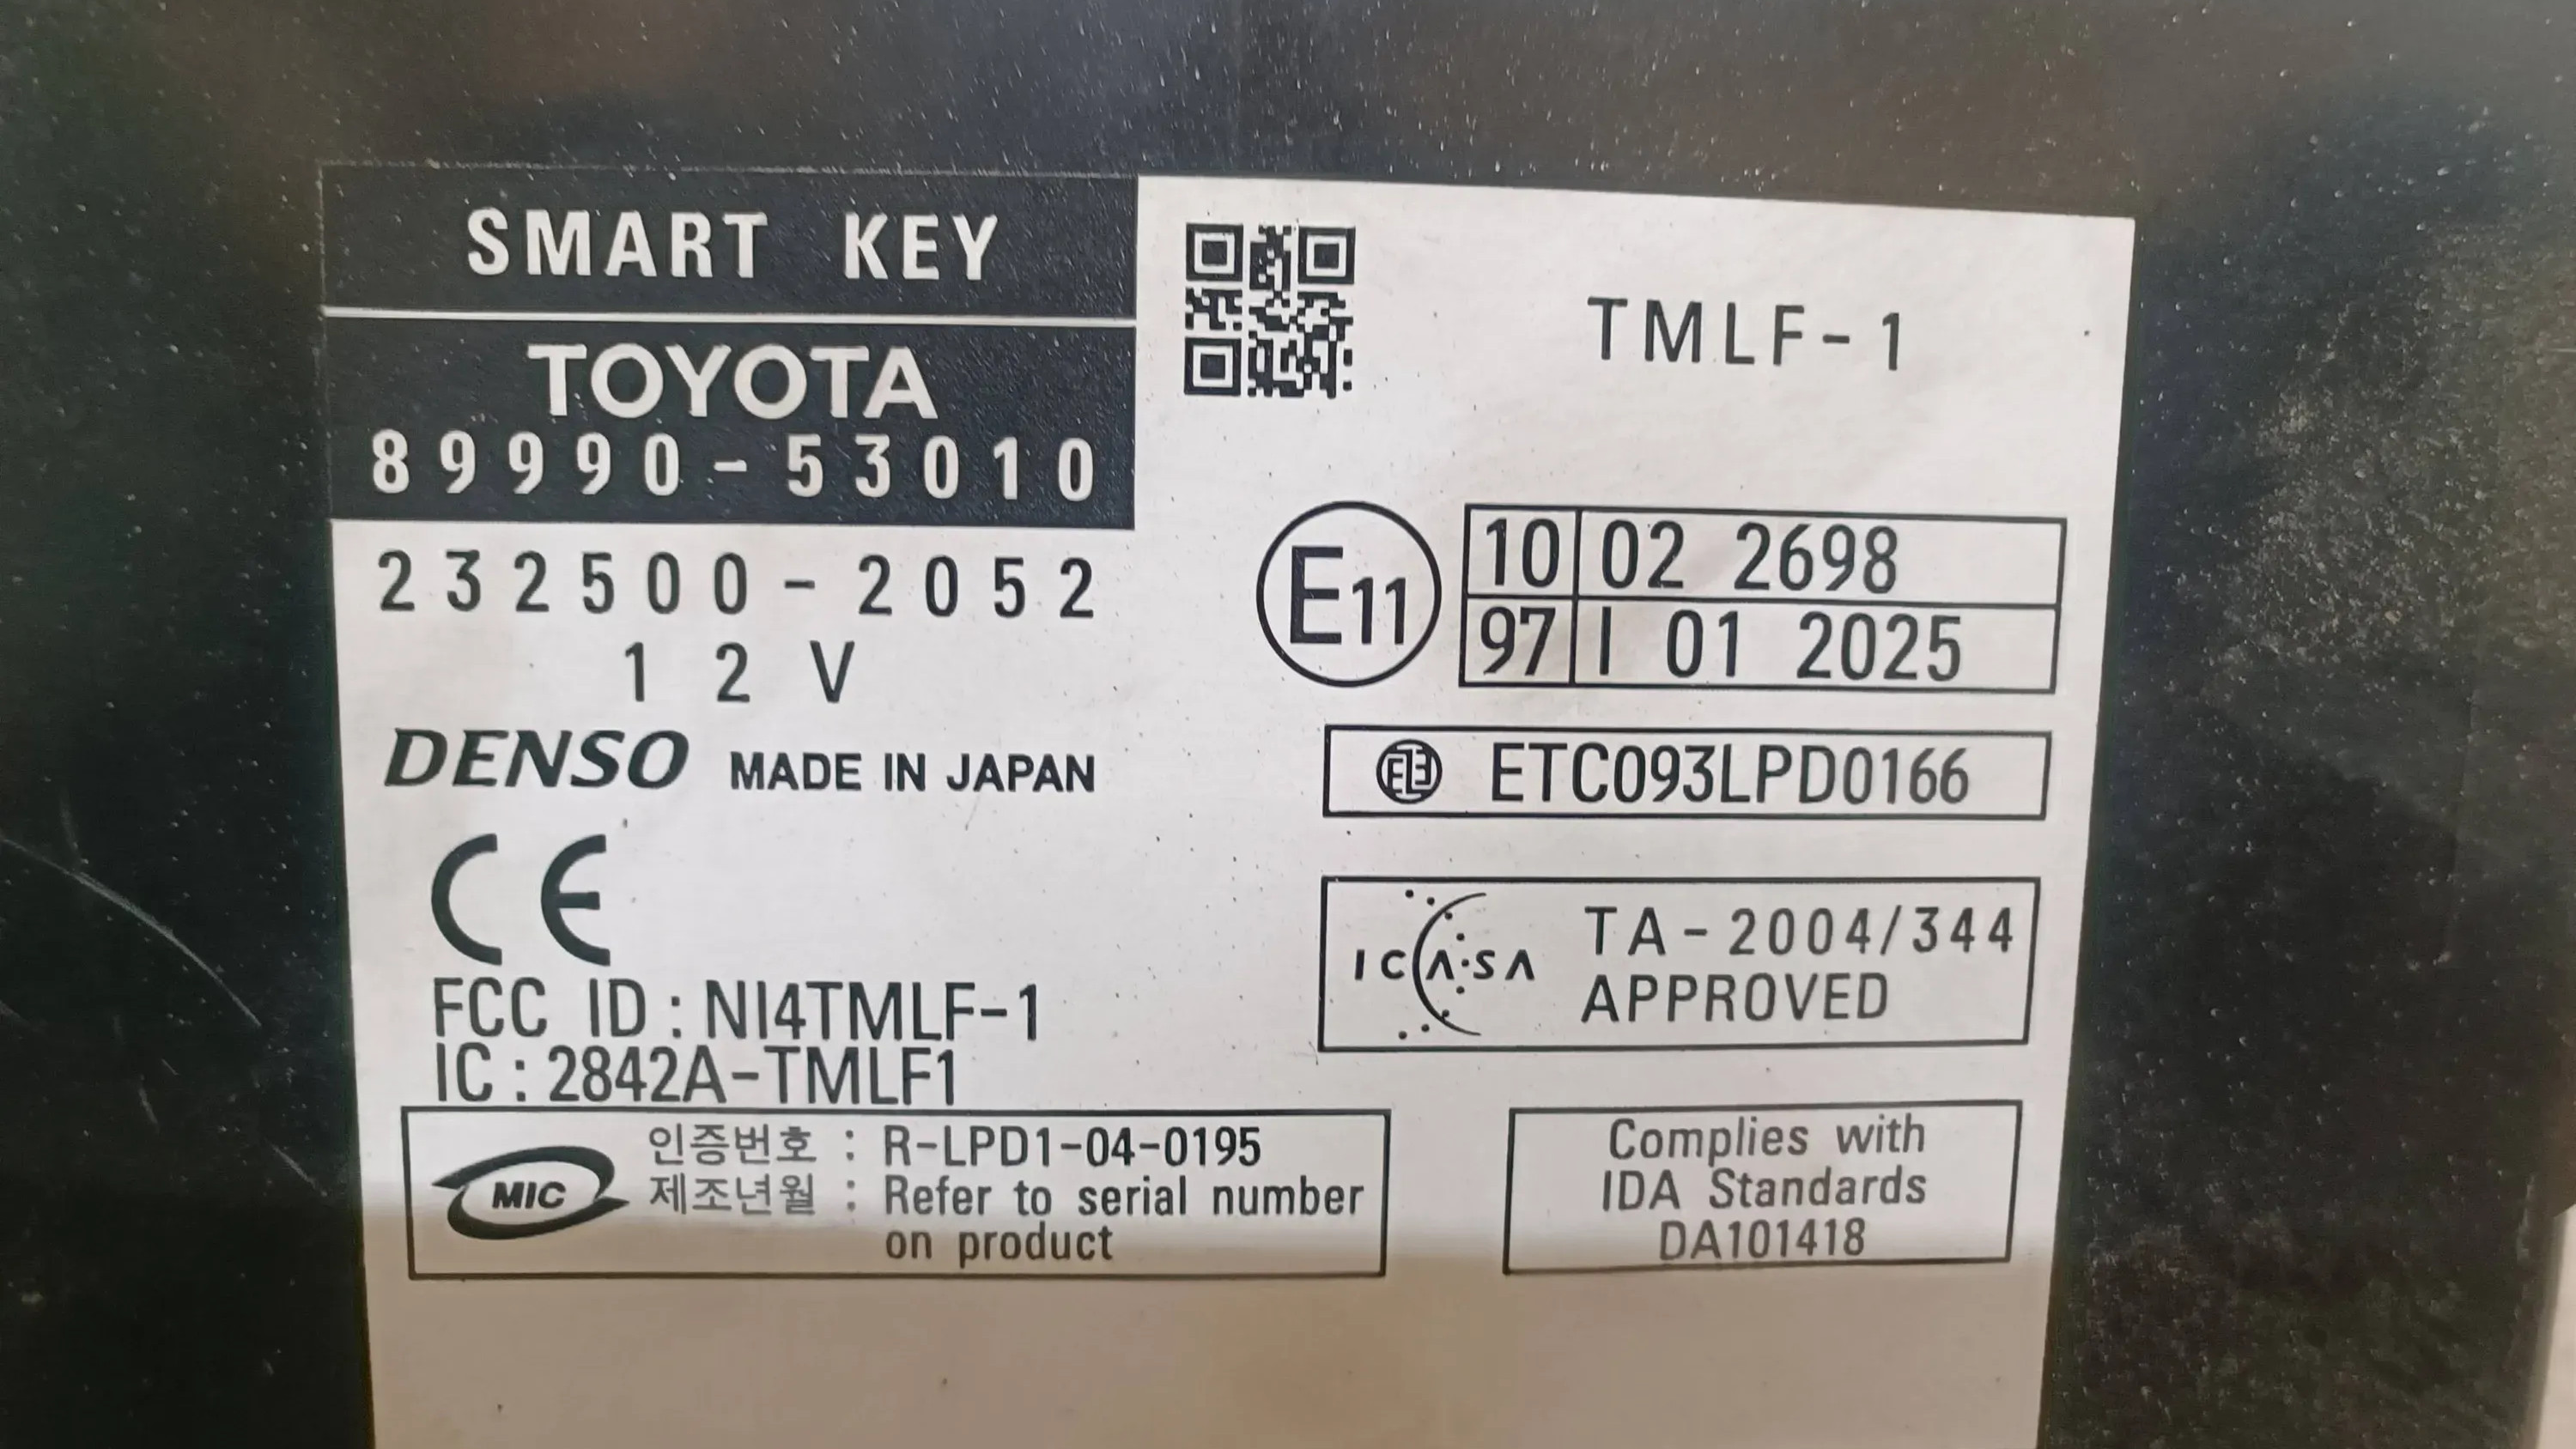 SMART KEY
TOYOTA
89990-53010
232500-2052
12V
DENSO MADE IN JAPAN
CE
FCC ID : NI4TMLF-1
IC : 2842A-TMLF1
MIC
인증번호 : R-LPD1-04-0195
제조년월 : Refer to serial number
on product
TMLF-1
E11
10 02 2698
97 I 01 2025
ETC093LPD0166
ICASA
TA-2004/344
APPROVED
Complies with
IDA Standards
DA101418